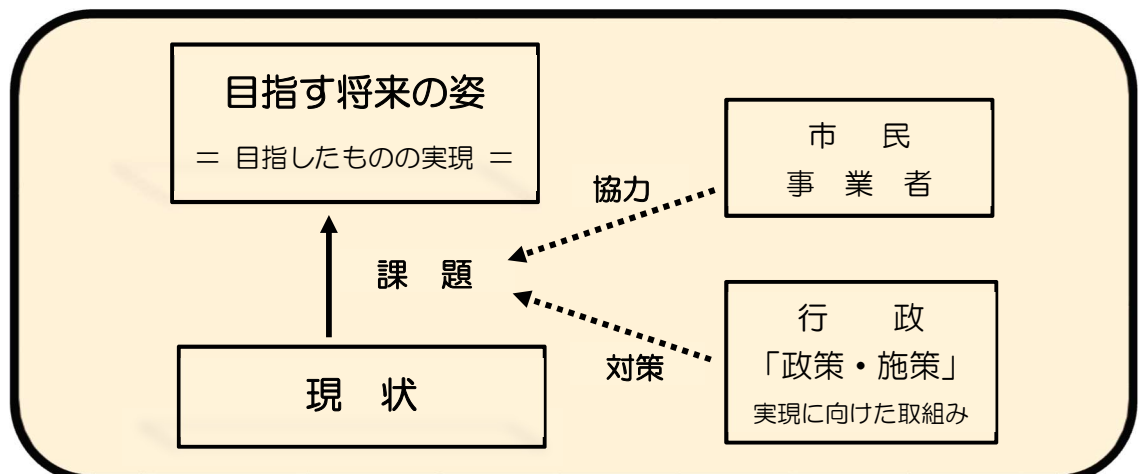 目指す将来の姿
＝ 目指したものの実現 ＝
市　民
事　業　者
協力
課　題
行　政
「政策・施策」
実現に向けた取組み
対策
現　状